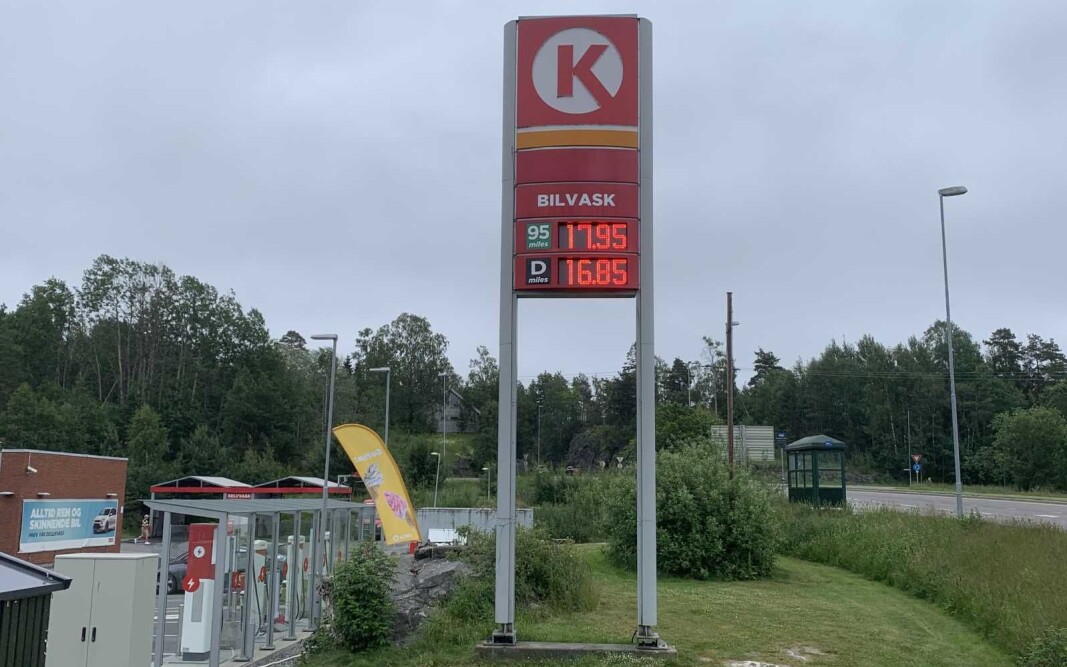 K
BILVASK
95 17.95
miles
D 16.85
miles
ALLTID REN OG
SKINNENDE BIL